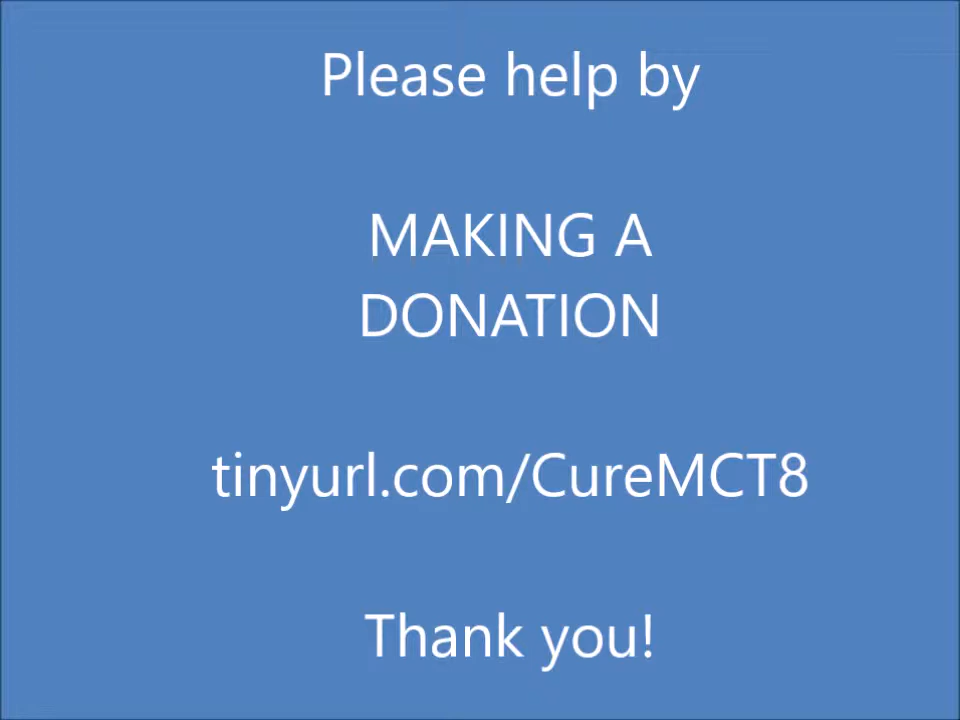 Please help by
MAKING A
DONATION
tinyurl.com/CureMCT8
Thank you!